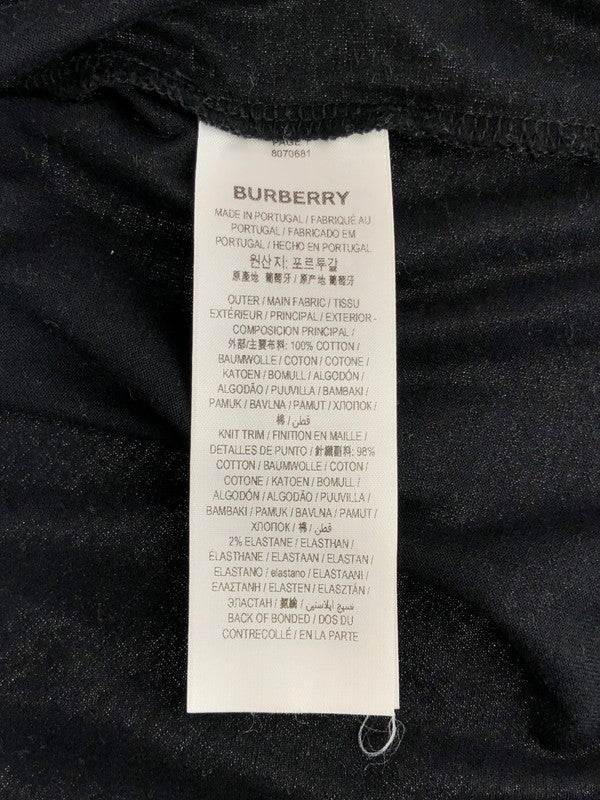 PAGE
8070681
BURBERRY
MADE IN PORTUGAL / FABRIQUÉ AU
PORTUGAL / FABRICADO EM
PORTUGAL / HECHO EN PORTUGAL
원산지: 포르투갈
原產地 葡萄牙 / 原产地 葡萄牙
OUTER / MAIN FABRIC / TISSU
EXTÉRIEUR / PRINCIPAL / EXTERIOR -
COMPOSICIÓN PRINCIPAL /
外部/主要布料: 100% COTTON /
BAUMWOLLE / COTON / COTONE /
KATOEN / BOMULL / ALGODÓN /
ALGODÃO / PUUVILLA / BAMBAKI /
PAMUK / BAVLNA / PAMUT / ХЛОПОК /
棉 / قطن /
KNIT TRIM / FINITION EN MAILLE /
DETALLES DE PUNTO / 針織副料: 98%
COTTON / BAUMWOLLE / COTON /
COTONE / KATOEN / BOMULL /
ALGODÓN / ALGODÃO / PUUVILLA /
BAMBAKI / PAMUK / BAVLNA / PAMUT /
ХЛОПОК / 棉 / قطن /
2% ELASTANE / ELASTHAN /
ELASTHANE / ELASTAAN / ELASTAN /
ELASTANO / elastano / ELASTAANI /
ΕΛΑΣΤΑΝΗ / ELASTEN / ELASZTÁN /
ЭЛАСТАН / 氨綸 / نسيج ايلاستين /
BACK OF BONDED / DOS DU
CONTRECOLLÉ / EN LA PARTE